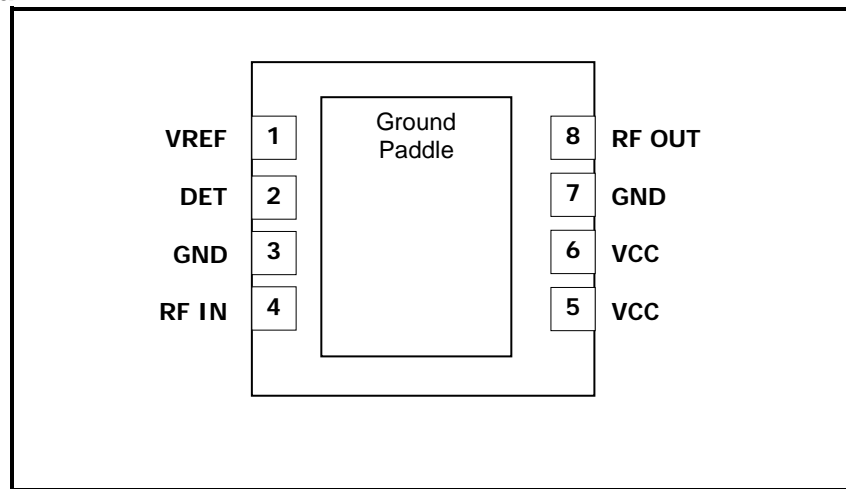 Ground
Paddle
VREF 1
8 RF OUT
DET 2
7 GND
GND 3
6 VCC
RF IN 4
5 VCC